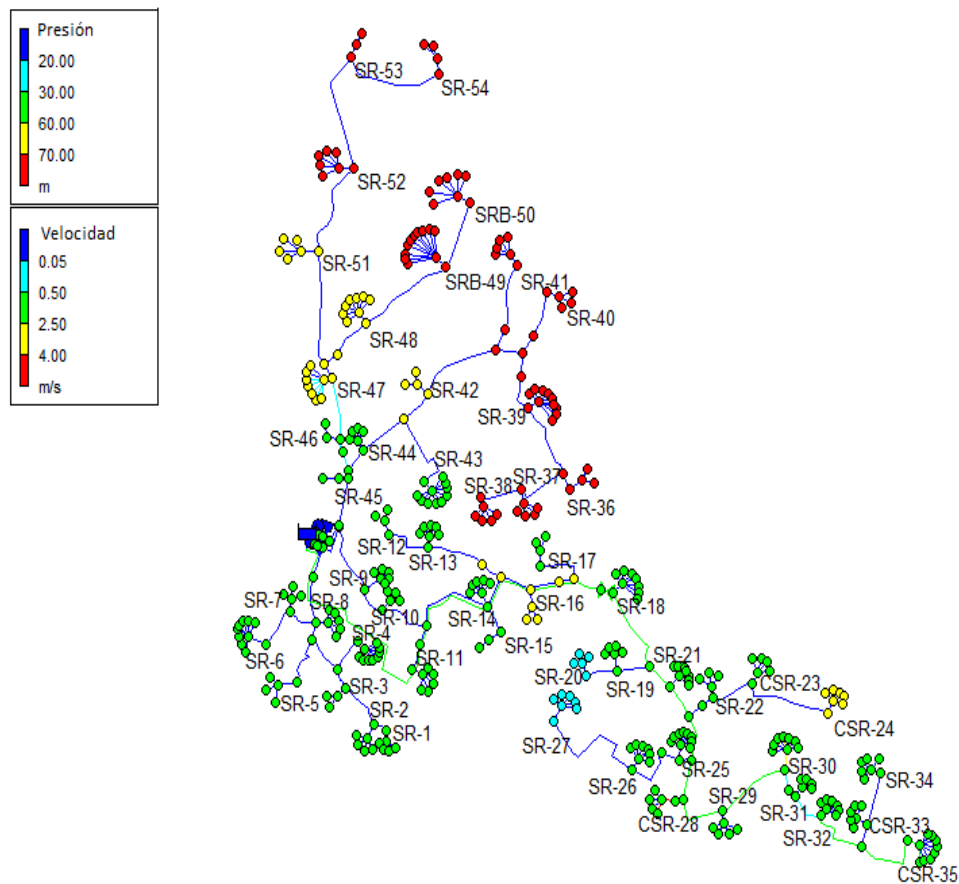 Presión
20.00
30.00
60.00
70.00
m
Velocidad
0.05
0.50
2.50
4.00
m/s
SR-53
SR-54
SR-52
SRB-50
SR-51
SRB-49
SR-41
SR-40
SR-48
SR-47
SR-42
SR-39
SR-46
SR-44
SR-43
SR-37
SR-38
SR-36
SR-45
SR-12
SR-13
SR-17
SR-9
SR-16
SR-18
SR-7
SR-8
SR-10
SR-14
SR-4
SR-15
SR-6
SR-11
SR-21
SR-20
SR-19
SR-3
SR-5
CSR-23
SR-2
SR-22
SR-1
SR-27
CSR-24
SR-25
SR-30
SR-26
SR-34
SR-29
SR-31
CSR-28
CSR-33
SR-32
CSR-35